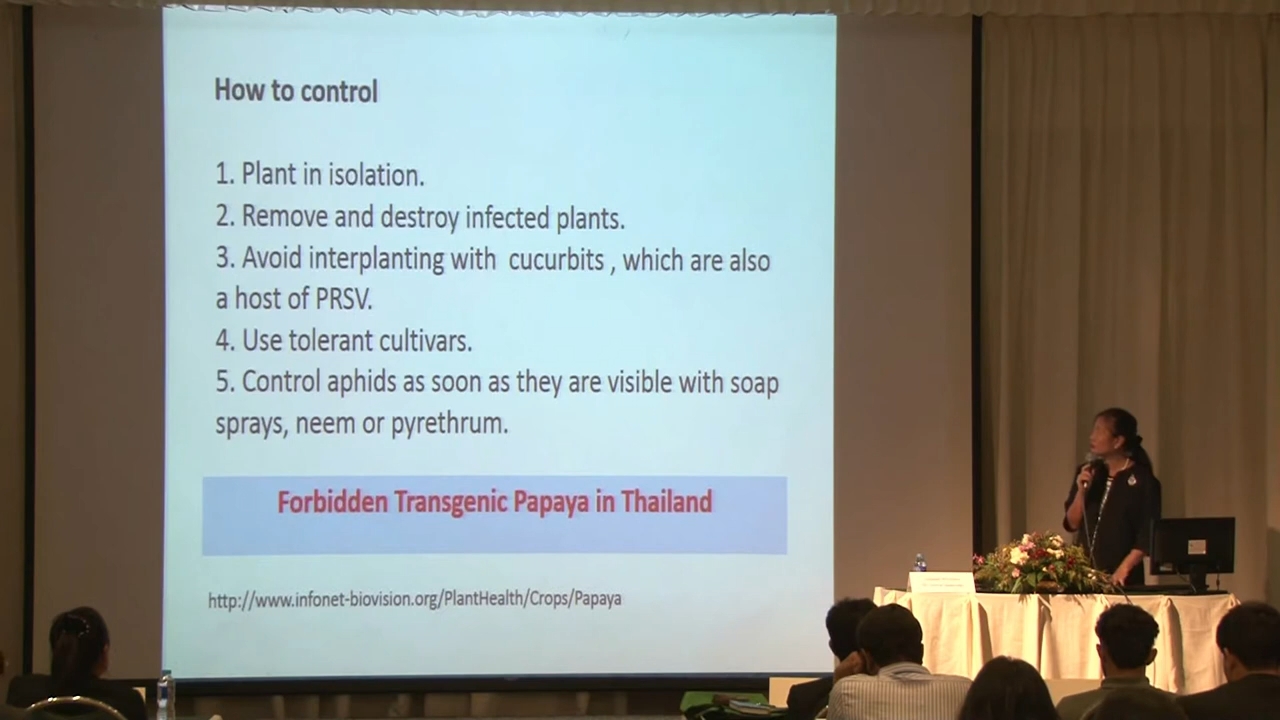 How to control
1. Plant in isolation.
2. Remove and destroy infected plants.
3. Avoid interplanting with cucurbits , which are also
a host of PRSV.
4. Use tolerant cultivars.
5. Control aphids as soon as they are visible with soap
sprays, neem or pyrethrum.
Forbidden Transgenic Papaya in Thailand
http://www.infonet-biovision.org/PlantHealth/Crops/Papaya